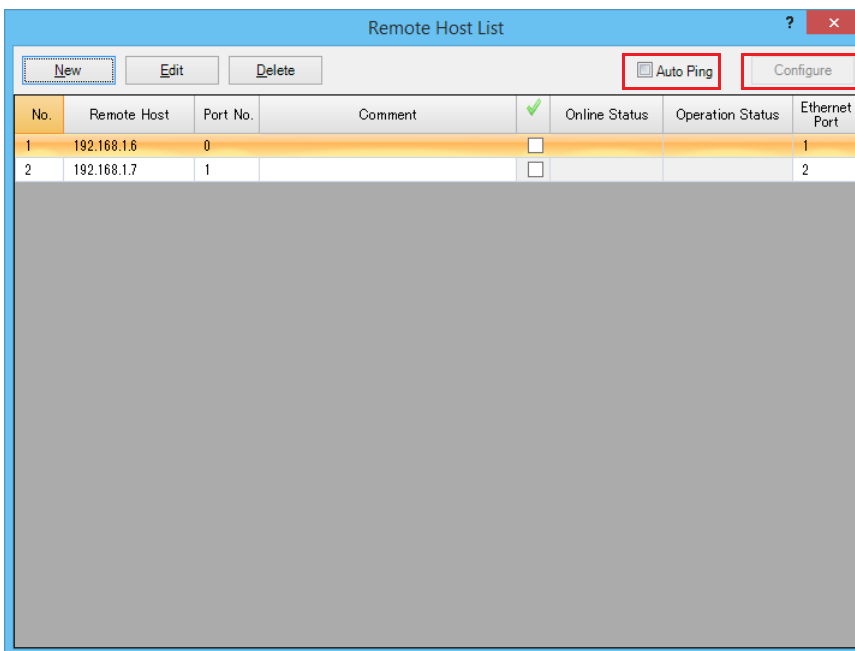 Remote Host List
? ×
New Edit Delete Auto Ping Configure
No. Remote Host Port No. Comment Online Status Operation Status Ethernet Port
1 192.168.1.6 0 1
2 192.168.1.7 1 2